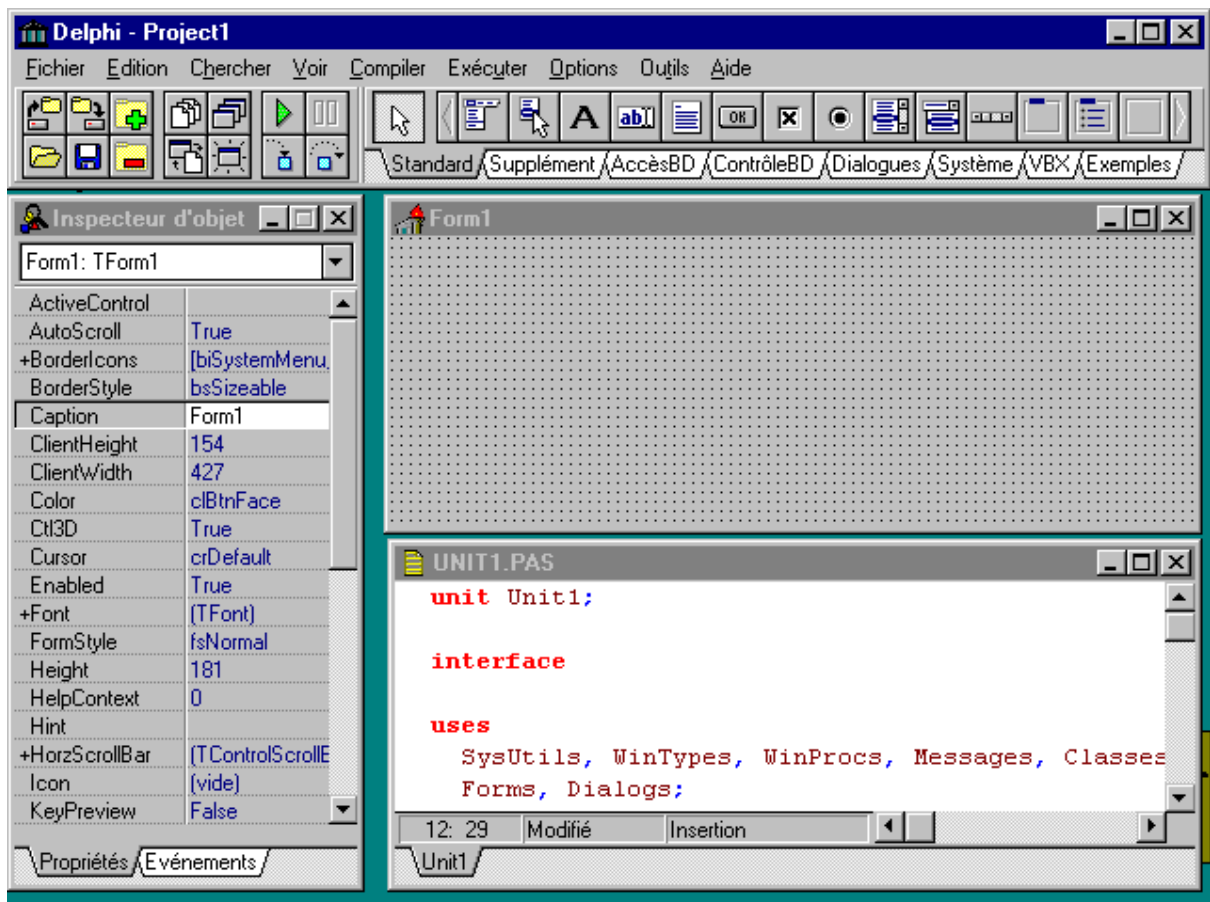 Delphi - Project1
Fichier Edition Chercher Voir Compiler Exécuter Options Outils Aide
A ab OK
Standard Supplément AccèsBD ContrôleBD Dialogues Système VBX Exemples
Inspecteur d'objet
Form1: TForm1
ActiveControl
AutoScroll True
+BorderIcons [biSystemMenu,
BorderStyle bsSizeable
Caption Form1
ClientHeight 154
ClientWidth 427
Color clBtnFace
Ctl3D True
Cursor crDefault
Enabled True
+Font (TFont)
FormStyle fsNormal
Height 181
HelpContext 0
Hint
+HorzScrollBar (TControlScrollE
Icon (vide)
KeyPreview False
Propriétés Evénements
Form1
UNIT1.PAS
unit Unit1;
interface
uses
SysUtils, WinTypes, WinProcs, Messages, Classes
Forms, Dialogs;
12: 29 Modifié Insertion
Unit1